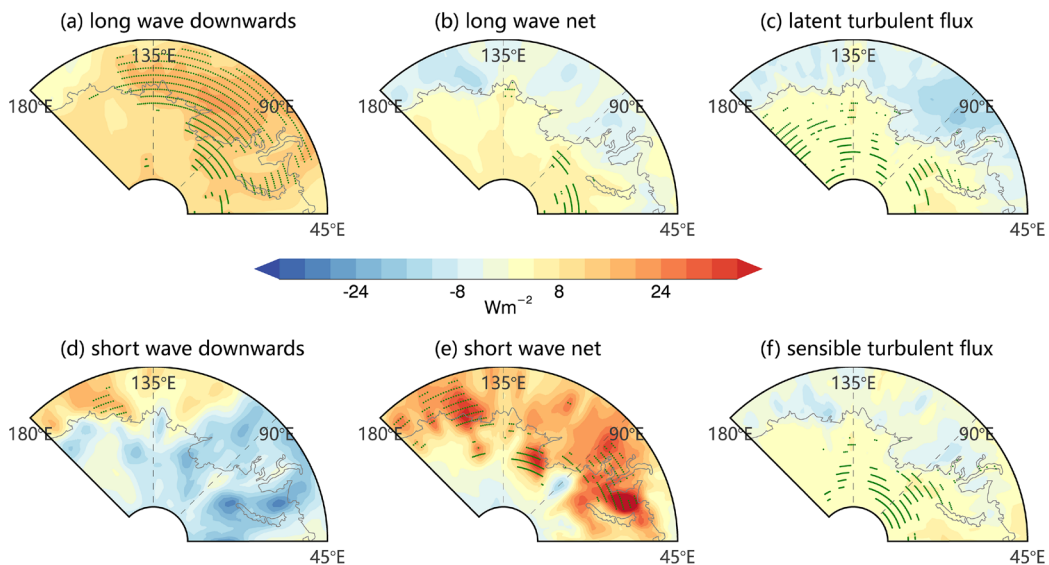 (a) long wave downwards
(b) long wave net
(c) latent turbulent flux
135°E
135°E
135°E
180°E
90°E
180°E
90°E
180°E
90°E
45°E
45°E
45°E
-24
-8
8
24
Wm⁻²
(d) short wave downwards
(e) short wave net
(f) sensible turbulent flux
135°E
135°E
135°E
180°E
90°E
180°E
90°E
180°E
90°E
45°E
45°E
45°E